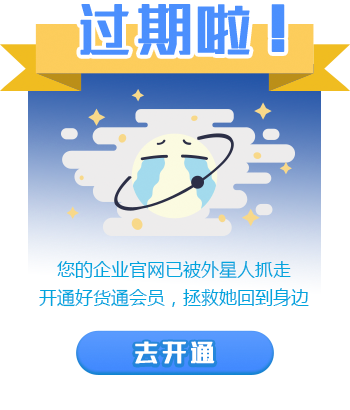 过期啦！
您的企业官网已被外星人抓走
开通好货通会员，拯救她回到身边
去开通